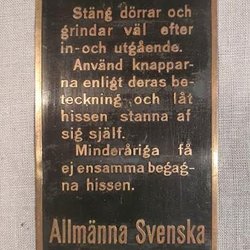 Stäng dörrar och
grindar väl efter
in- och utgående.
Använd knappar-
na enligt deras be-
teckning och låt
hissen stanna af
sig själf.
Minderåriga få
ej ensamma begag-
na hissen.
Allmänna Svenska